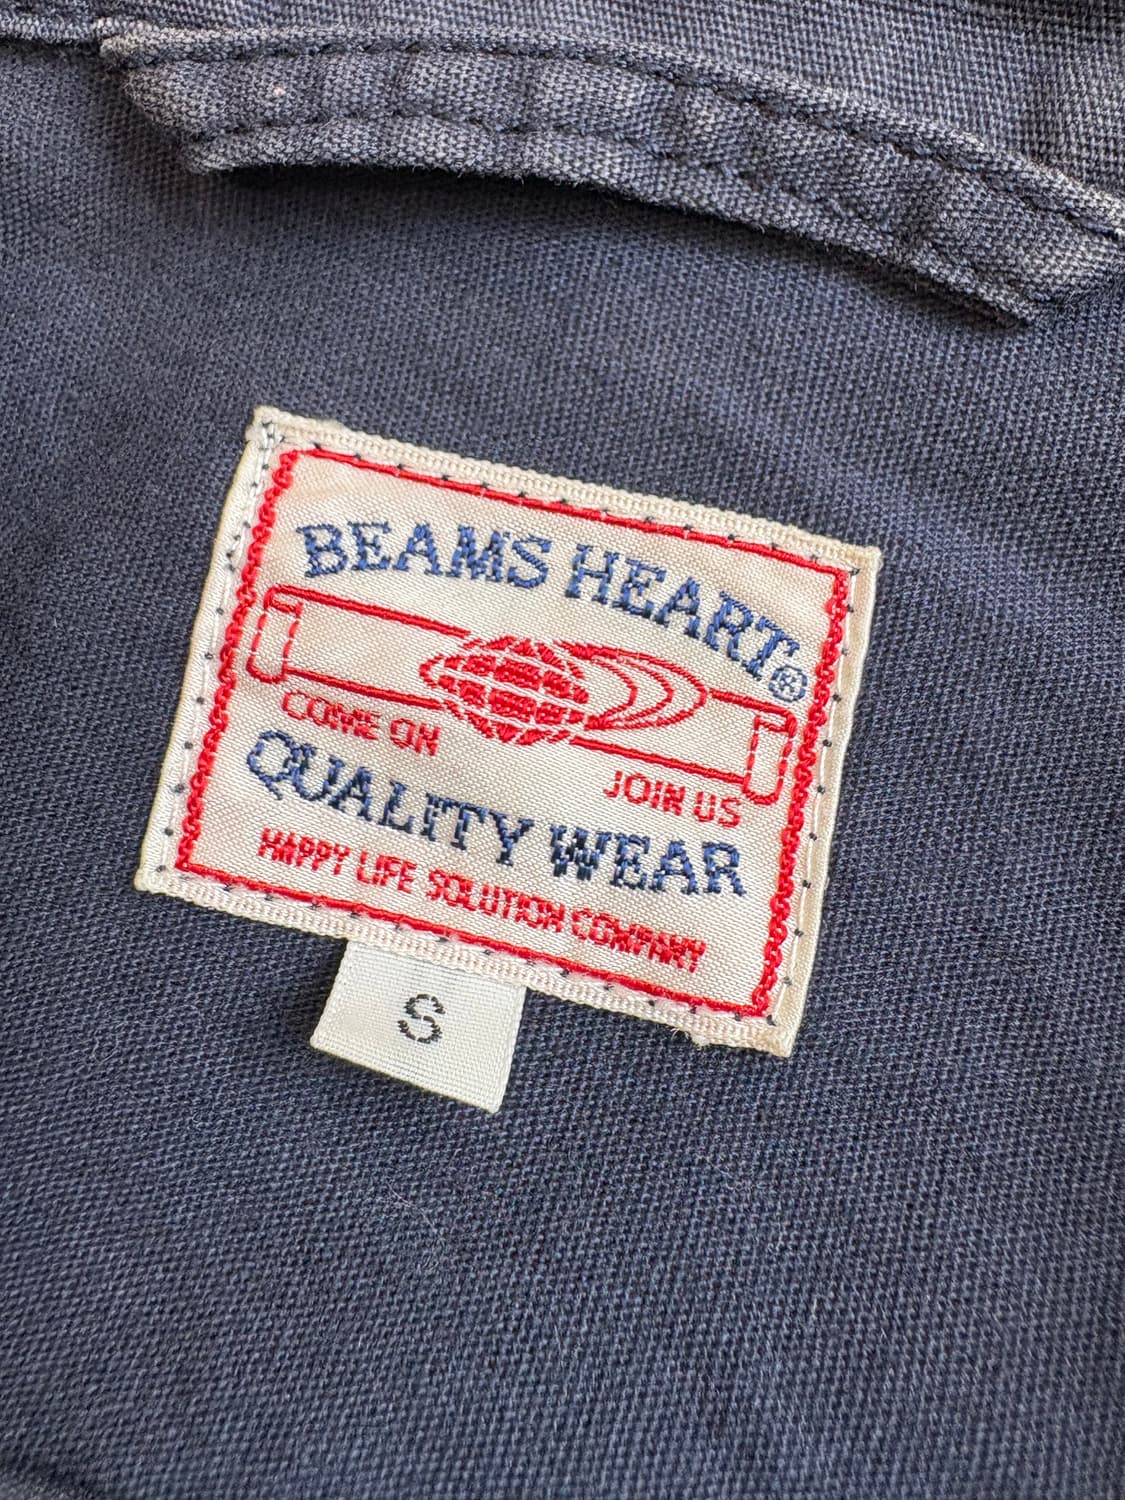 BEAMS HEART®
COME ON
JOIN US
QUALITY WEAR
HAPPY LIFE SOLUTION COMPANY
S